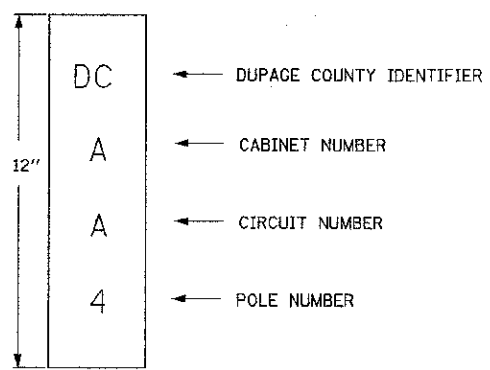 DC DUPAGE COUNTY IDENTIFIER
A CABINET NUMBER
12"
A CIRCUIT NUMBER
4 POLE NUMBER